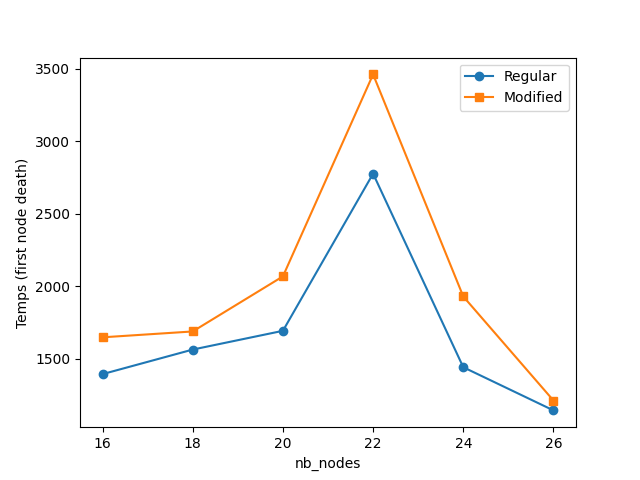 Regular
Modified
3500
3000
2500
2000
1500
Temps (first node death)
16 18 20 22 24 26
nb_nodes